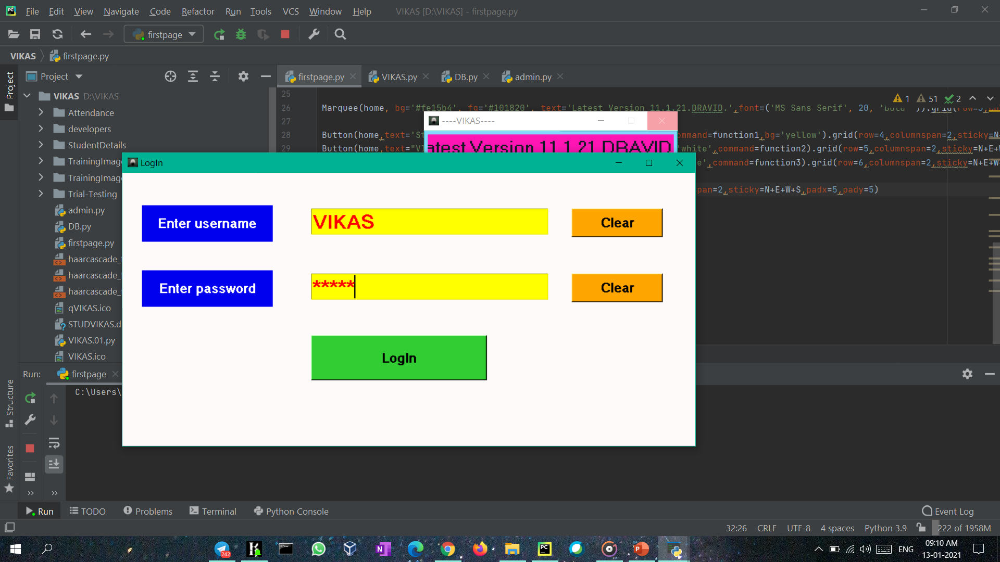 File Edit View Navigate Code Refactor Run Tools VCS Window Help VIKAS [D:\VIKAS] - firstpage.py
firstpage
VIKAS firstpage.py
Project
Project
firstpage.py VIKAS.py DB.py admin.py
VIKAS D:\VIKAS
Attendance
developers
StudentDetails
TrainingImag
TrainingImag
Trial-Testing
admin.py
DB.py
firstpage.py
haarcascade_
haarcascade_
haarcascade_
qVIKAS.ico
STUDVIKAS.d
VIKAS.01.py
VIKAS.ico
1 51 2
25
26 Marquee(home, bg='#fe15b4', fg='#101820', text='Latest Version 11.1.21.DRAVID.',font=('MS Sans Serif', 20, 'bold'
27
28 Button(home,text='St ommand=function1,bg='yellow').grid(row=4,columnspan=2,sticky=N
29 Button(home,text="V white',command=function2).grid(row=5,columnspan=2,sticky=N+E+
e',command=function3).grid(row=6,columnspan=2,sticky=N+E+W
pan=2,sticky=N+E+W+S,padx=5,pady=5)
----VIKAS----
atest Version 11.1.21.DRAVID
LogIn
Enter username VIKAS Clear
Enter password ***** Clear
LogIn
Run: firstpage
C:\Users\
Structure
Favorites
Run TODO Problems Terminal Python Console Event Log
32:26 CRLF UTF-8 4 spaces Python 3.9 222 of 1958M
242
ENG
09:10 AM
13-01-2021